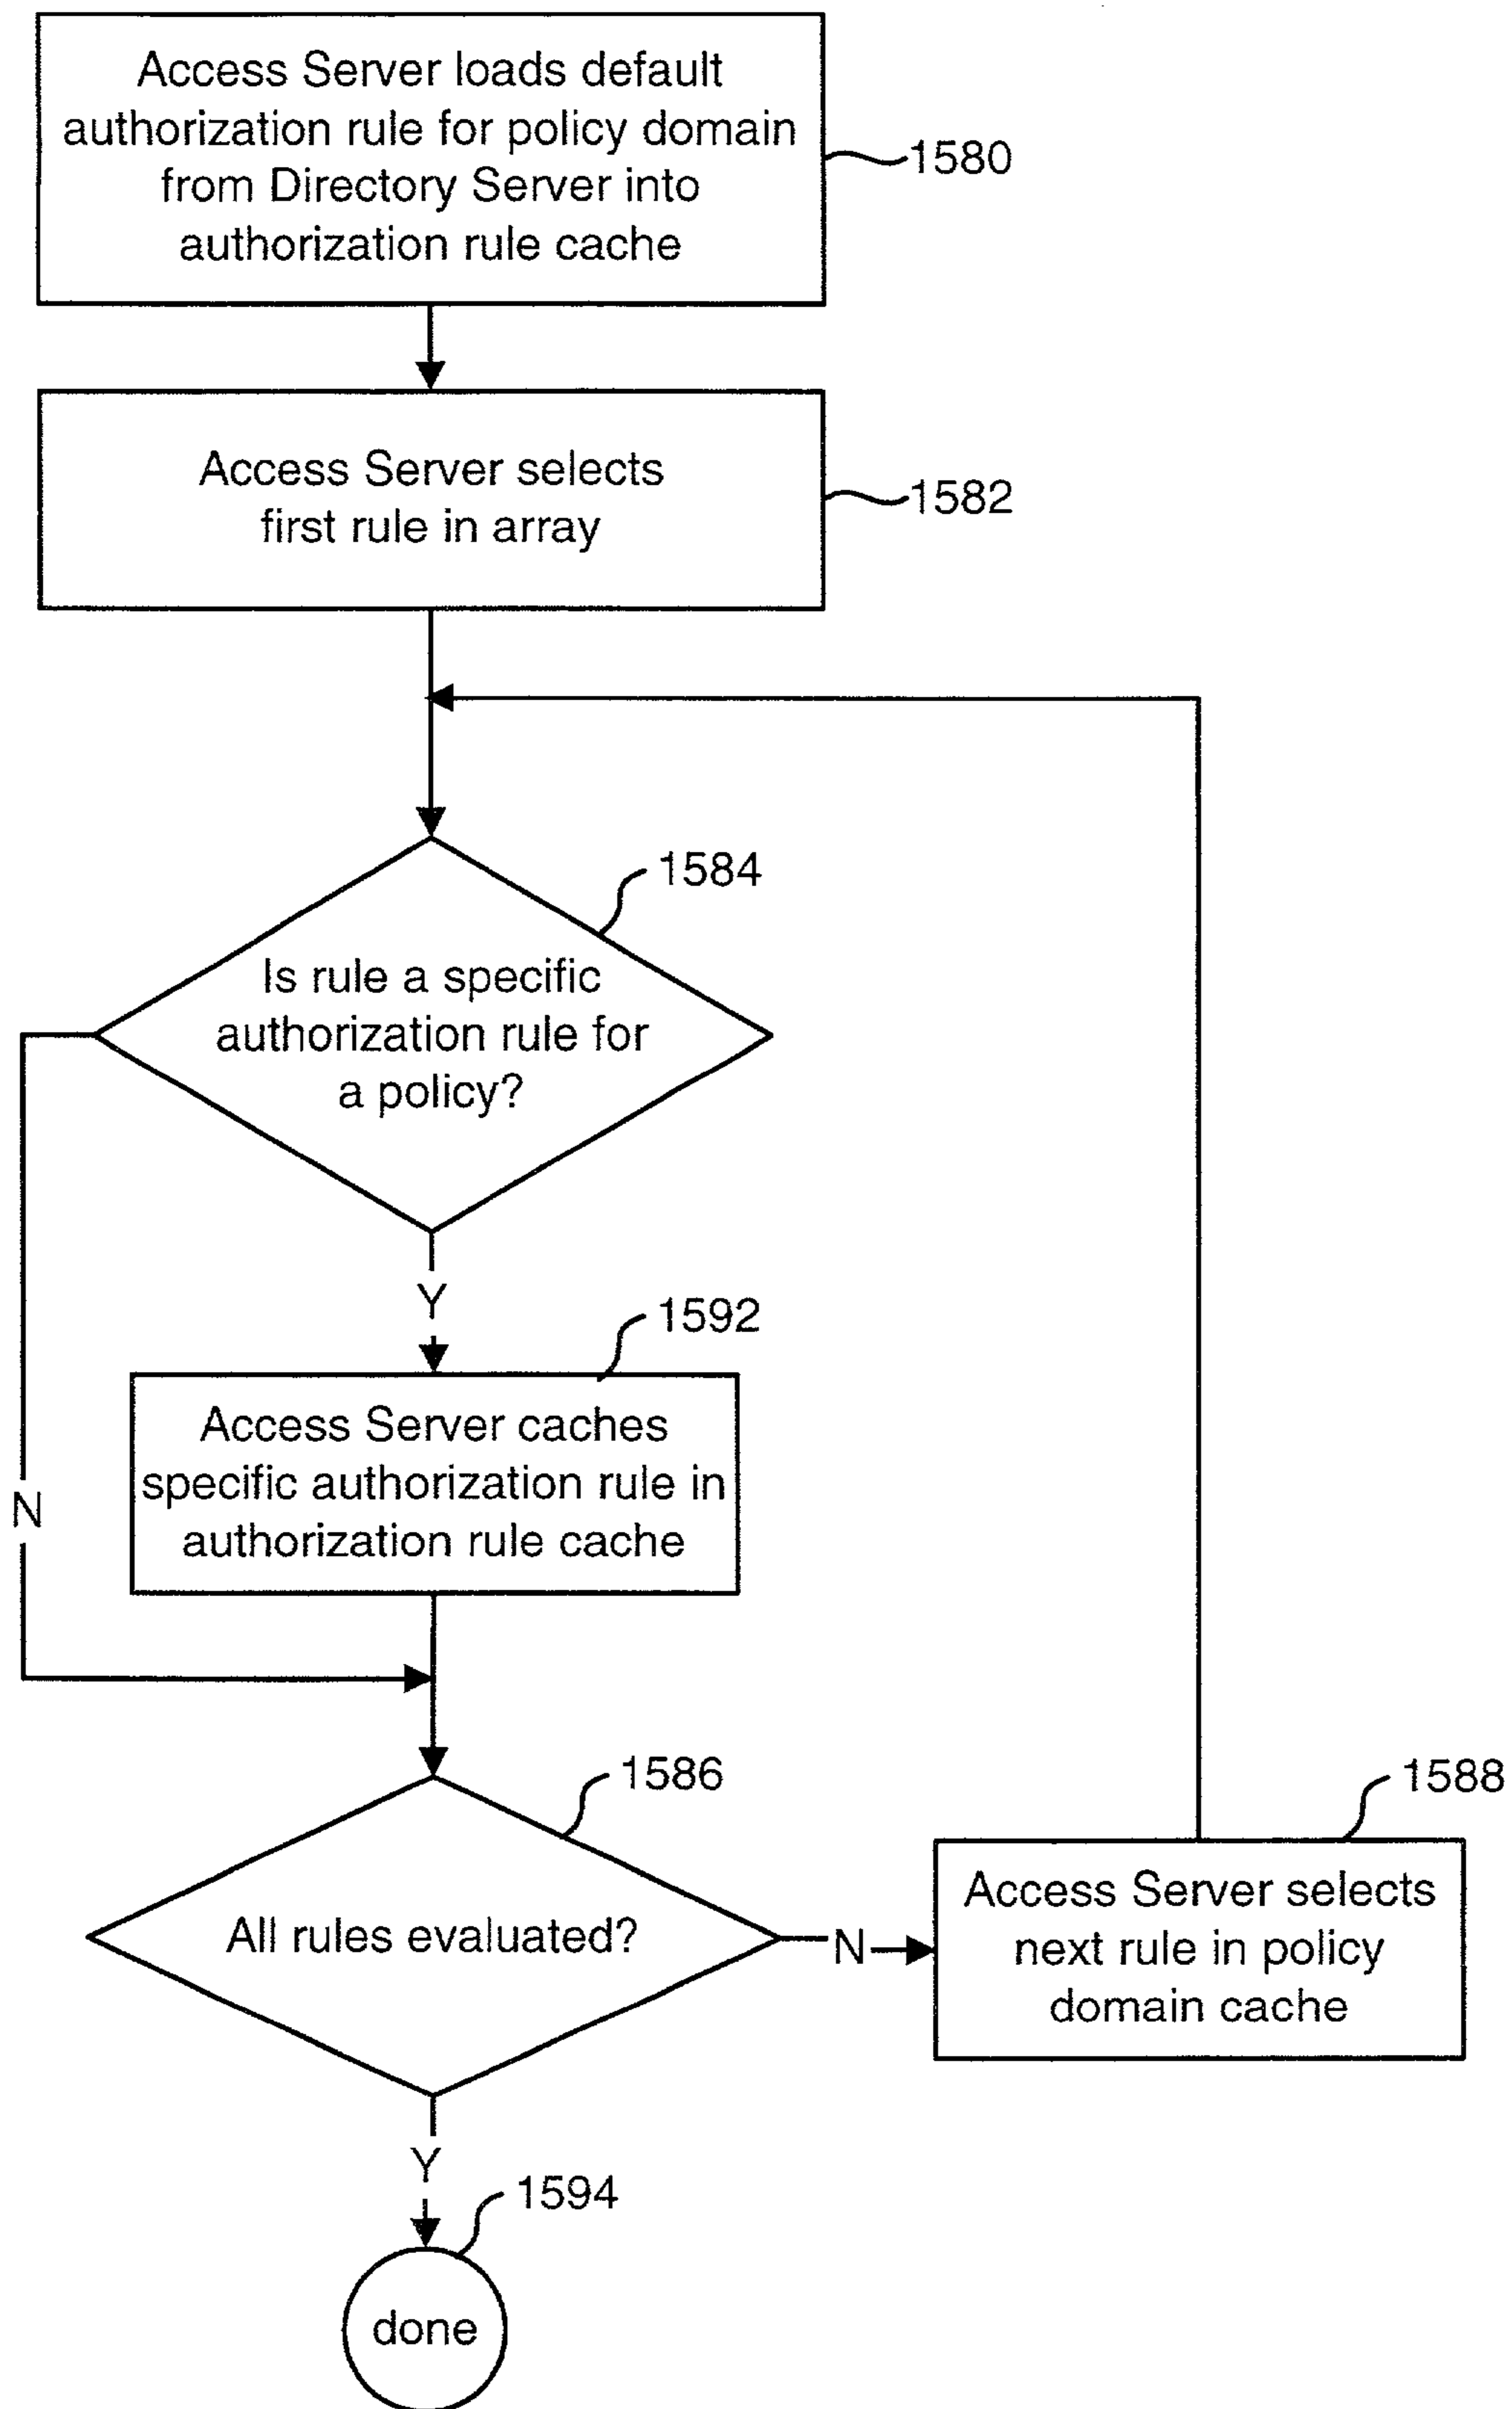 Access Server loads default
authorization rule for policy domain
from Directory Server into
authorization rule cache
1580
Access Server selects
first rule in array
1582
1584
Is rule a specific
authorization rule for
a policy?
Y
N
1592
Access Server caches
specific authorization rule in
authorization rule cache
1586
All rules evaluated?
N
1588
Access Server selects
next rule in policy
domain cache
Y
1594
done